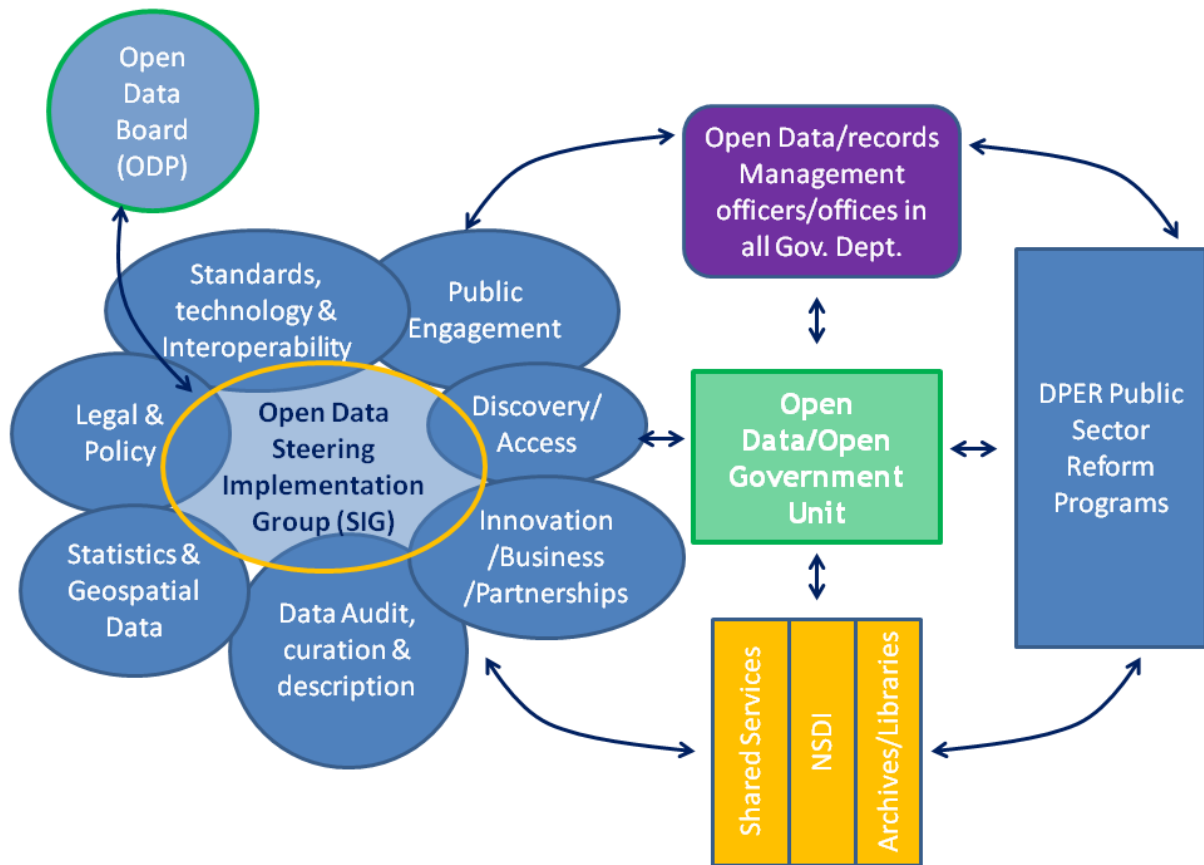 Open
Data
Board
(ODP)
Standards,
technology &
Interoperability
Public
Engagement
Legal &
Policy
Open Data
Steering
Implementation
Group (SIG)
Discovery/
Access
Statistics &
Geospatial
Data
Data Audit,
curation &
description
Innovation
/Business
/Partnerships
Open Data/records
Management
officers/offices in
all Gov. Dept.
Open
Data/Open
Government
Unit
DPER Public
Sector
Reform
Programs
Shared Services
NSDI
Archives/Libraries